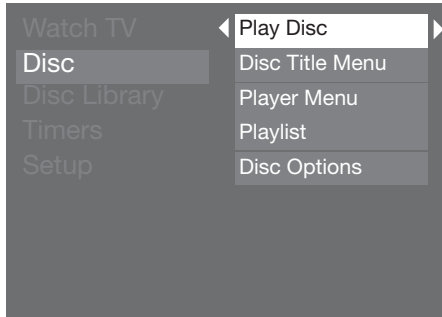 Watch TV
Disc
Disc Library
Timers
Setup
Play Disc
Disc Title Menu
Player Menu
Playlist
Disc Options